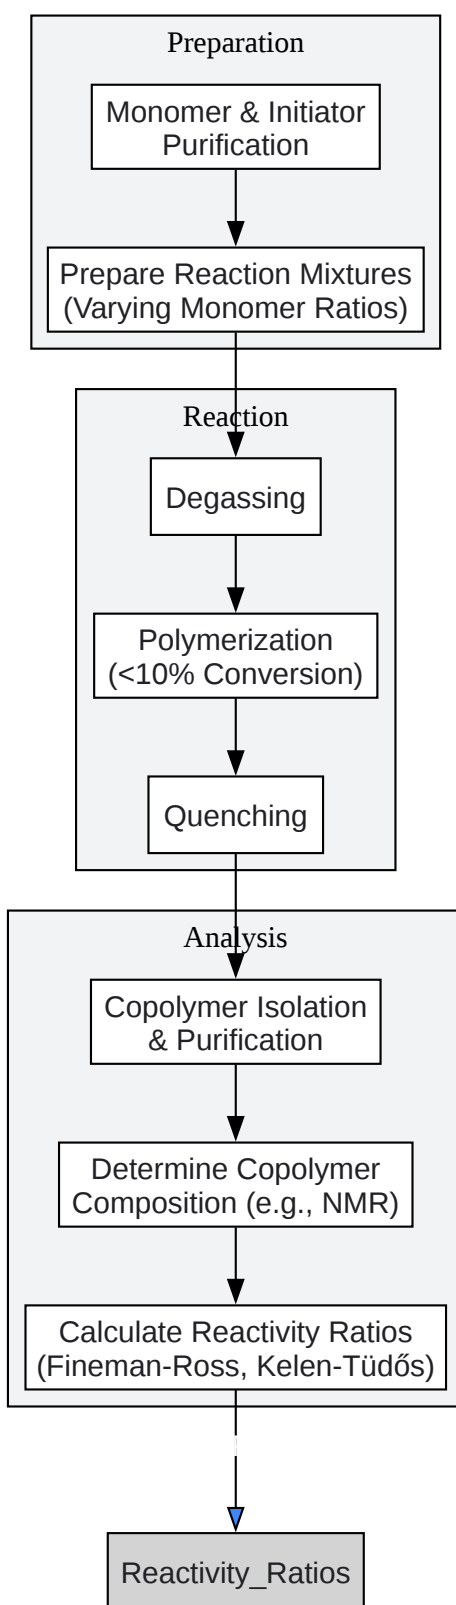 Preparation
Monomer & Initiator
Purification
Prepare Reaction Mixtures
(Varying Monomer Ratios)
Reaction
Degassing
Polymerization
(<10% Conversion)
Quenching
Analysis
Copolymer Isolation
& Purification
Determine Copolymer
Composition (e.g., NMR)
Calculate Reactivity Ratios
(Fineman-Ross, Kelen-Tüdős)
Reactivity_Ratios